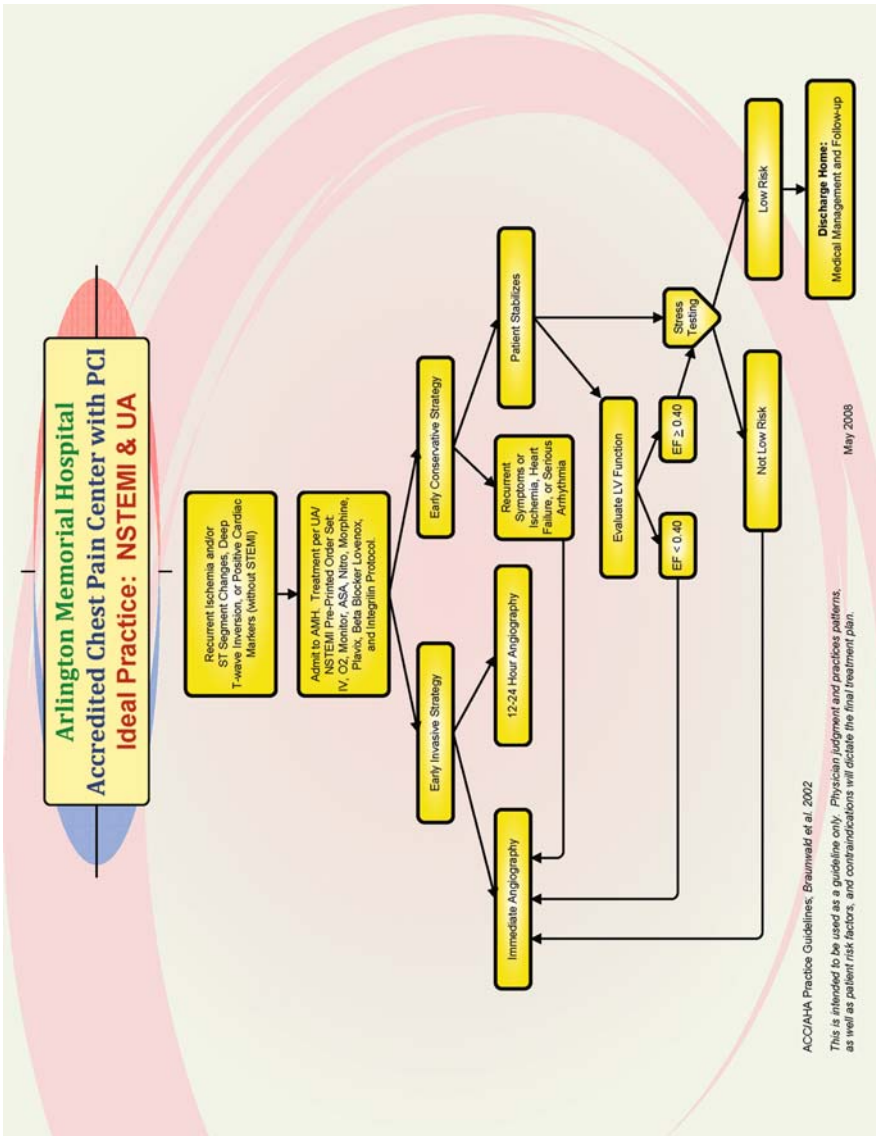 Arlington Memorial Hospital
Accredited Chest Pain Center with PCI
Ideal Practice: NSTEMI & UA
Recurrent Ischemia and/or
ST Segment Changes, Deep
T-wave Inversion, or Positive Cardiac
Markers (without STEMI)
Admit to AMH. Treatment per UA/
NSTEMI Pre-Printed Order Set:
IV, O2, Monitor, ASA, Nitro, Morphine,
Plavix, Beta Blocker Lovenox,
and Integrilin Protocol.
Early Invasive Strategy
Early Conservative Strategy
Immediate Angiography
12-24 Hour Angiography
Recurrent
Symptoms or
Ischemia, Heart
Failure, or Serious
Arrhythmia
Patient Stabilizes
Evaluate LV Function
EF < 0.40
EF ≥ 0.40
Stress
Testing
Not Low Risk
Low Risk
Discharge Home:
Medical Management and Follow-up
ACC/AHA Practice Guidelines, Braunwald et al. 2002
May 2008
This is intended to be used as a guideline only. Physician judgment and practices patterns,
as well as patient risk factors, and contraindications will dictate the final treatment plan.